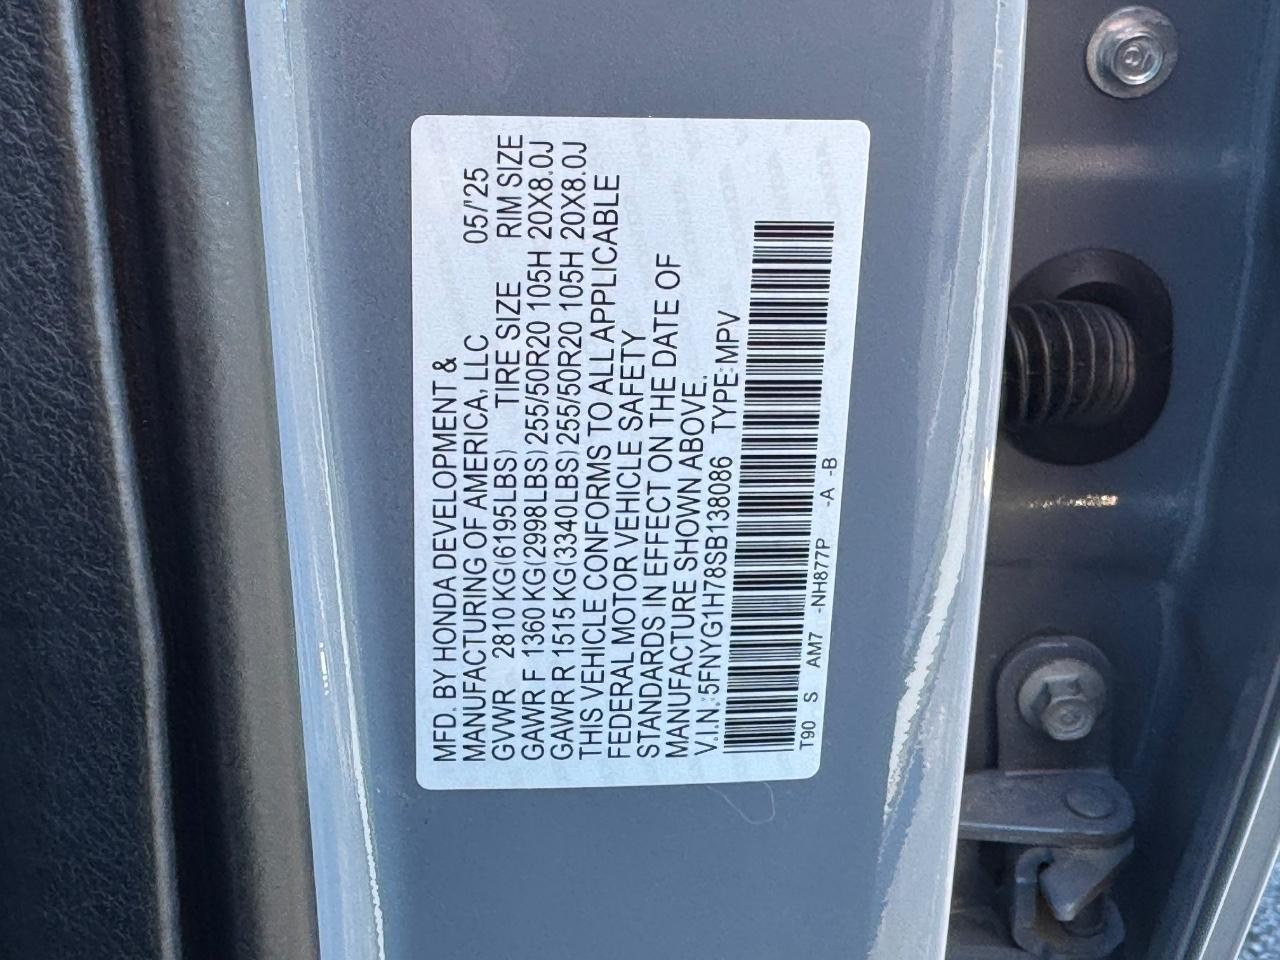 MFD. BY HONDA DEVELOPMENT &
MANUFACTURING OF AMERICA, LLC 05/'25
GVWR 2810 KG(6195LBS) TIRE SIZE RIM SIZE
GAWR F 1360 KG(2998LBS) 255/50R20 105H 20X8.0J
GAWR R 1515 KG(3340LBS) 255/50R20 105H 20X8.0J
THIS VEHICLE CONFORMS TO ALL APPLICABLE
FEDERAL MOTOR VEHICLE SAFETY
STANDARDS IN EFFECT ON THE DATE OF
MANUFACTURE SHOWN ABOVE.
V.I.N.:5FNYG1H78SB138086 TYPE:MPV
T90 S AM7 -NH877P -A -B